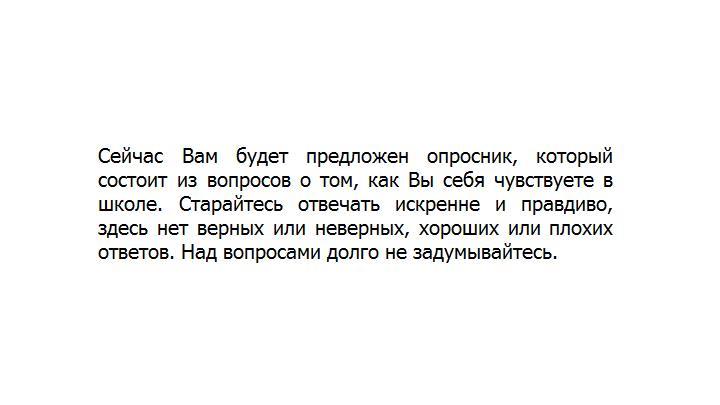 Сейчас Вам будет предложен опросник, который
состоит из вопросов о том, как Вы себя чувствуете в
школе. Старайтесь отвечать искренне и правдиво,
здесь нет верных или неверных, хороших или плохих
ответов. Над вопросами долго не задумывайтесь.